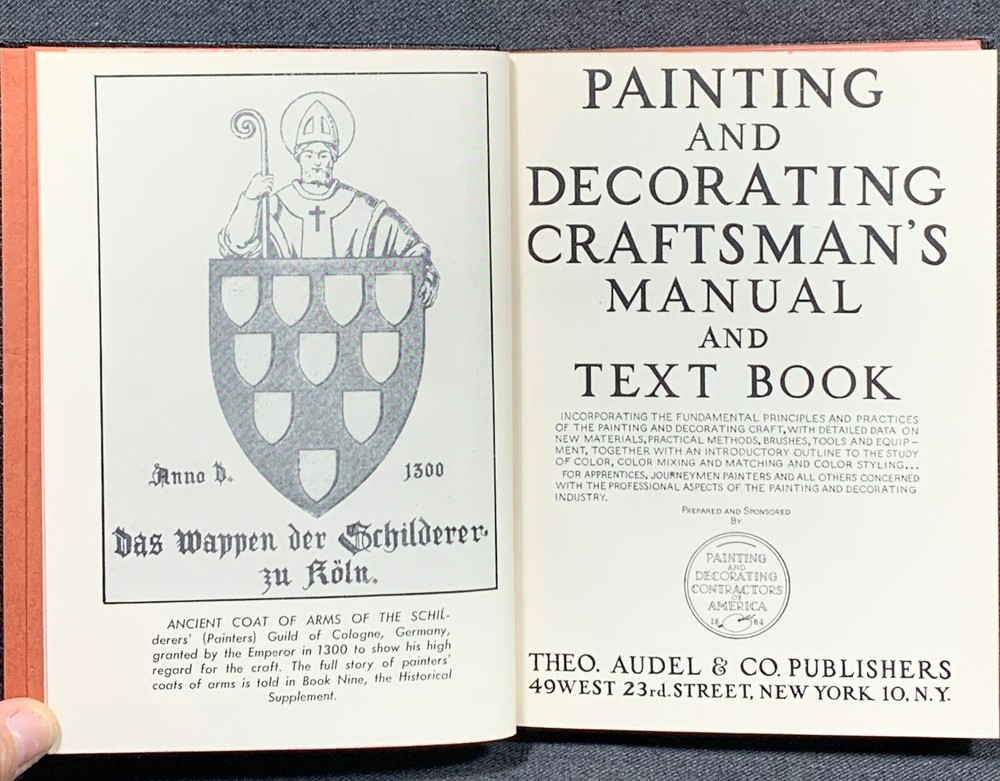 Anno D. 1300
Das Wappen der Schilderer
zu Köln.
ANCIENT COAT OF ARMS OF THE SCHIL-
derers' (Painters) Guild of Cologne, Germany,
granted by the Emperor in 1300 to show his high
regard for the craft. The full story of painters'
coats of arms is told in Book Nine, the Historical
Supplement.
PAINTING
AND
DECORATING
CRAFTSMAN'S
MANUAL
AND
TEXT BOOK
INCORPORATING THE FUNDAMENTAL PRINCIPLES AND PRACTICES
OF THE PAINTING AND DECORATING CRAFT, WITH DETAILED DATA ON
NEW MATERIALS, PRACTICAL METHODS, BRUSHES, TOOLS AND EQUIP-
MENT, TOGETHER WITH AN INTRODUCTORY OUTLINE TO THE STUDY
OF COLOR, COLOR MIXING AND MATCHING AND COLOR STYLING...
FOR APPRENTICES, JOURNEYMEN PAINTERS AND ALL OTHERS CONCERNED
WITH THE PROFESSIONAL ASPECTS OF THE PAINTING AND DECORATING
INDUSTRY.
PREPARED AND SPONSORED
BY
PAINTING
AND
DECORATING
CONTRACTORS
OF
AMERICA
1884
THEO. AUDEL & CO. PUBLISHERS
49 WEST 23rd. STREET, NEW YORK 10, N.Y.